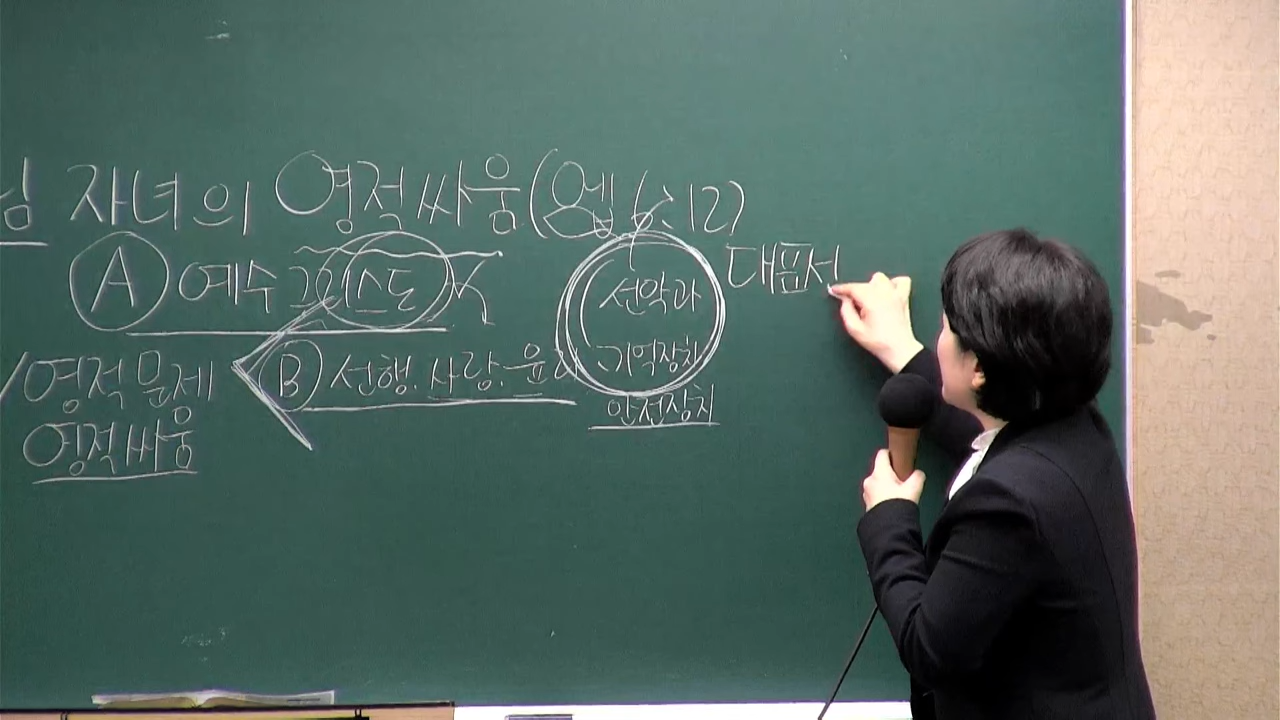 님 자녀의 영적싸움(엡 6:12)
A 예수 그리스도
선악과
대표서
/영적문제
B 선행.사랑.윤리
기억장치
영적싸움
안전장치